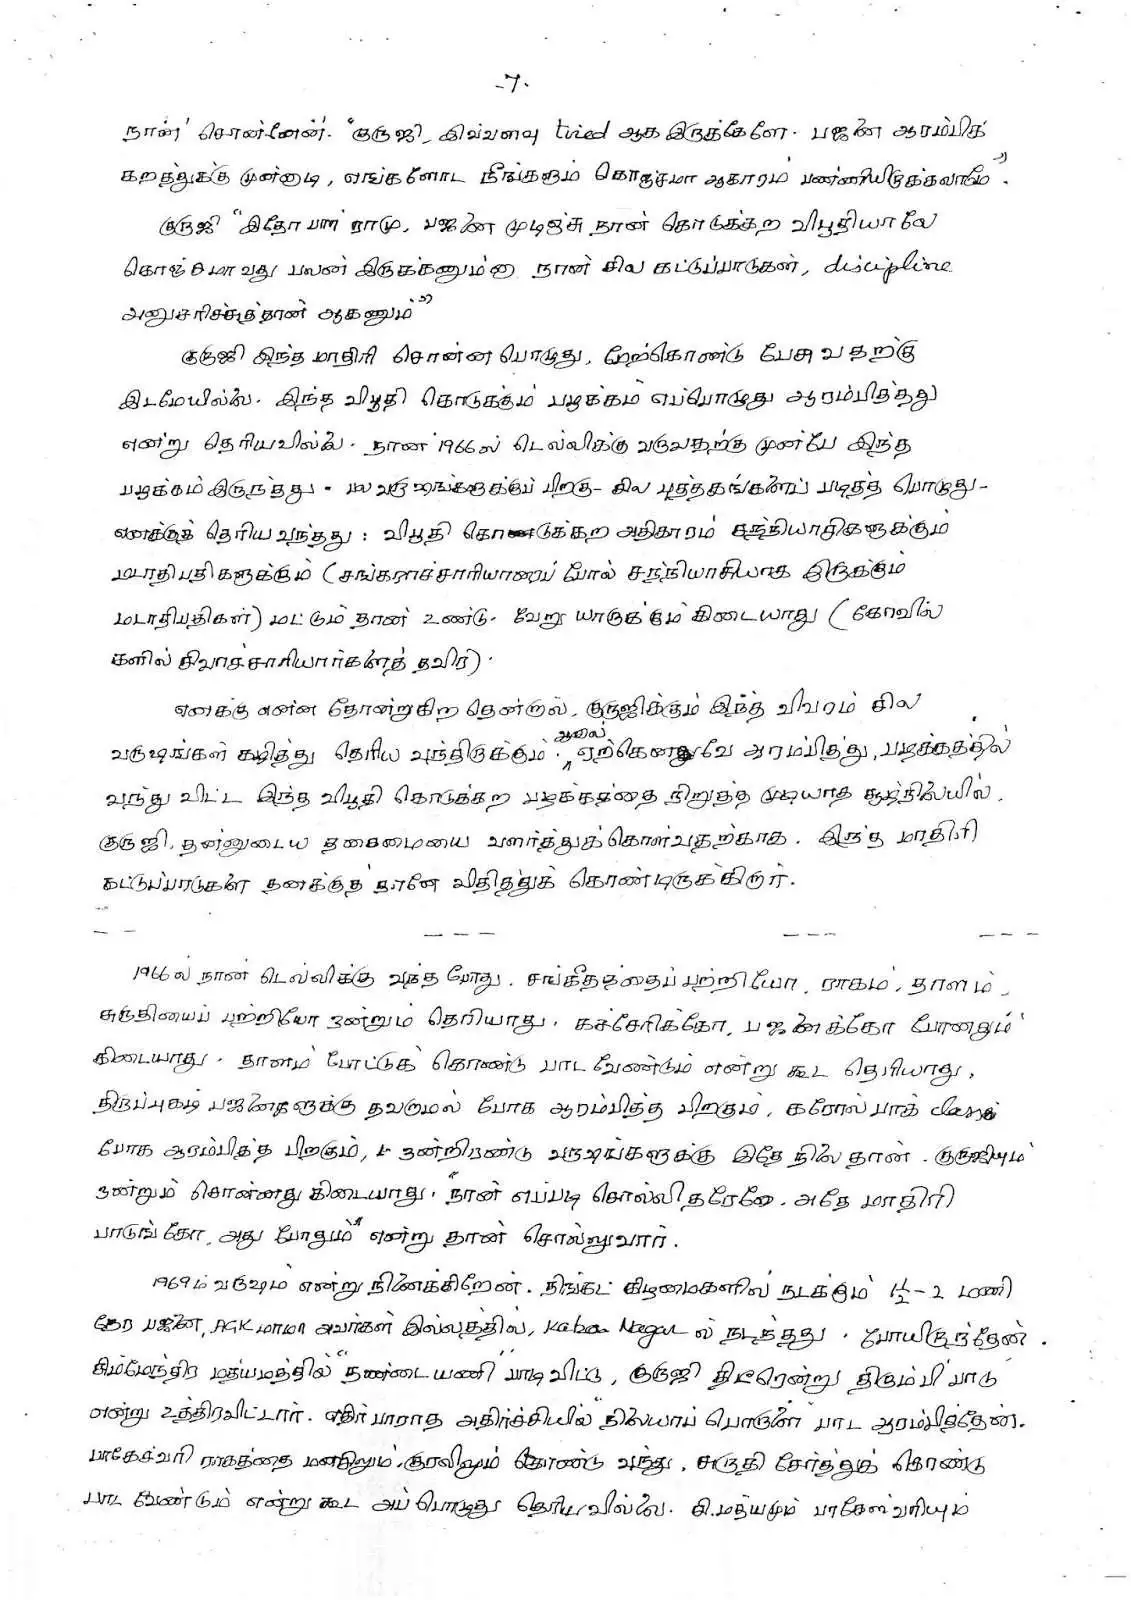 -7-
நான் சொன்னேன். "குருஜி, இவ்வளவு tired ஆக இருக்கேளே. பஜனை ஆரம்பிக்
கறத்துக்கு முன்னாடி, எங்களோட நீங்களும் கொஞ்சமா ஆகாரம் பண்ணியிடுக்கலாமே".
குருஜி "இதோ பார் ராமு, பஜனை முடிஞ்சு நான் கொடுக்கற விபூதியாலே
கொஞ்சமாவது பலன் இருக்கணும்னா நான் சில கட்டுப்பாடுகள், discipline
அனுசரிச்சுத்தான் ஆகணும்"
குருஜி இந்த மாதிரி சொன்ன பொழுது, மேற்கொண்டு பேசுவதற்கு
இடமேயில்லை. இந்த விபூதி கொடுக்கும் பழக்கம் எப்பொழுது ஆரம்பித்தது
என்று தெரியவில்லை. நான் 1966ல் டெல்லிக்கு வருவதற்கு முன்பே இந்த
பழக்கம் இருந்தது - பல வருஷங்களுக்குப் பிறகு - சில புத்தகங்களைப் படித்த பொழுது -
எனக்குத் தெரிய வந்தது : விபூதி கொடுக்கற அதிகாரம் சந்நியாசிகளுக்கும்
மடாதிபதிகளுக்கும் (சங்கராச்சாரியாரைப் போல் சந்நியாசியாக இருக்கும்
மடாதிபதிகள்) மட்டும் தான் உண்டு. வேறு யாருக்கும் கிடையாது (கோவில்
களில் சிவாச்சாரியார்களைத் தவிர).
எனக்கு என்ன தோன்றுகிற தென்றால், குருஜிக்கும் இந்த விவரம் சில
வருஷங்கள் கழித்து தெரிய வந்திருக்கும். ஆனால் ஏற்கெனவே ஆரம்பித்து, பழக்கத்தில்
வந்து விட்ட இந்த விபூதி கொடுக்கற பழக்கத்தை நிறுத்த முடியாத சூழ்நிலையில்,
குருஜி, தன்னுடைய தகைமையை வளர்த்துக்கொள்வதற்காக, இந்த மாதிரி
கட்டுப்பாடுகளை தனக்குத் தானே விதித்துக் கொண்டிருக்கிறார்.
1966ல் நான் டெல்லிக்கு வந்த போது, சங்கீதத்தைப் பற்றியோ, ராகம், தாளம்,
சுருதியைப் பற்றியோ ஒன்றும் தெரியாது. கச்சேரிக்கோ, பஜனைக்கோ போனதும்
கிடையாது. தாளம் போட்டுக் கொண்டு பாட வேண்டும் என்று கூட தெரியாது,
திருப்புகழ் பஜனைகளுக்கு தவறாமல் போக ஆரம்பித்த பிறகும், கரோல்பாக் classக்கு
போக ஆரம்பித்த பிறகும், ஒன்றிரண்டு வருஷங்களுக்கு இதே நிலை தான். குருஜியும்
ஒன்றும் சொன்னது கிடையாது. "நான் எப்படி சொல்லி தரேனோ, அதே மாதிரி
பாடுங்கோ, அது போதும்" என்று தான் சொல்லுவார்.
1969ம் வருஷம் என்று நினைக்கிறேன். திங்கட் கிழமைகளில் நடக்கும் 1½-2 மணி
நேர பஜனை, AGK மாமா அவர்கள் இல்லத்தில், Kaka Nagar ல் நடந்தது. போயிருந்தேன்.
சிம்மேந்திர மத்யமத்தில் "தண்டையணி" பாடிவிட்டு, குருஜி திடீரென்று திரும்பி பாடு
என்று உத்திரவிட்டார். எதிர்பாராத அதிர்ச்சியில் "நிலையாப் பொருளை" பாட ஆரம்பித்தேன்.
பாகேச்வரி ராகத்தை மனதிலும், குரலிலும் கொண்டு வந்து, சுருதி சேர்த்துக் கொண்டு
பாட வேண்டும் என்று கூட அப்பொழுது தெரியவில்லை. சி.மத்யமமும் பாகேஸ்வரியும்